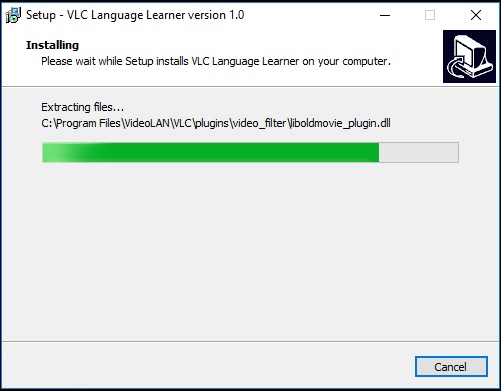 Setup - VLC Language Learner version 1.0
Installing
Please wait while Setup installs VLC Language Learner on your computer.
Extracting files...
C:\Program Files\VideoLAN\VLC\plugins\video_filter\liboldmovie_plugin.dll
Cancel